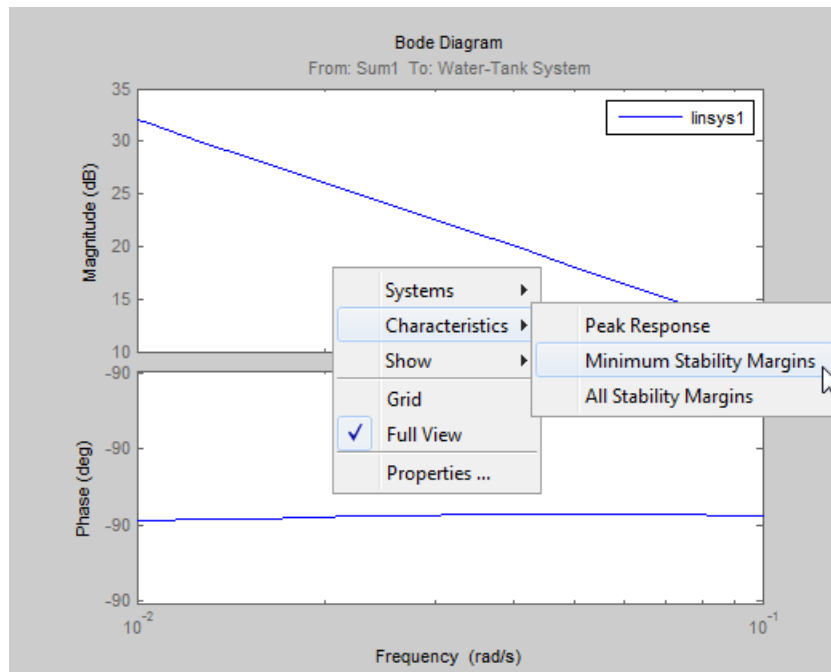 Bode Diagram
From: Sum1 To: Water-Tank System
35
30
25
20
15
10
Magnitude (dB)
linsys1
Systems
Characteristics
Show
Grid
Full View
Properties ...
Peak Response
Minimum Stability Margins
All Stability Margins
-90
-90
-90
-90
Phase (deg)
10^-2
10^-1
Frequency (rad/s)